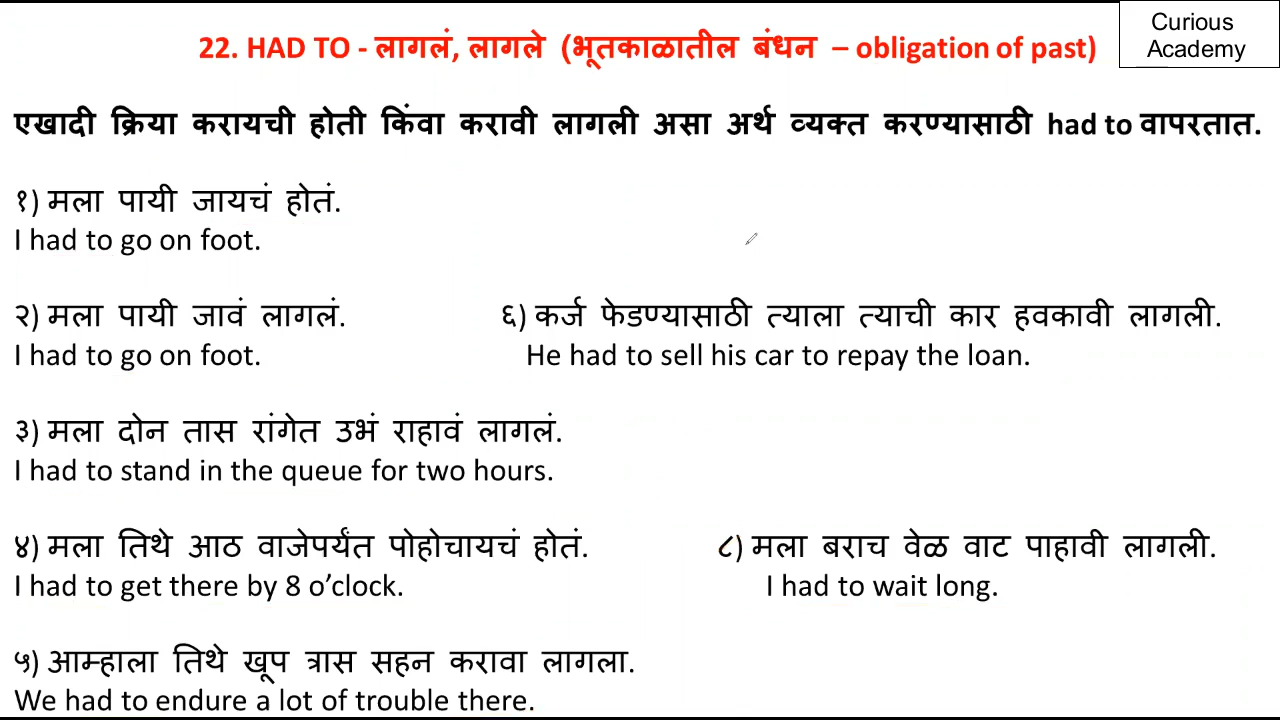 Curious
Academy
22. HAD TO - लागलं, लागले (भूतकाळातील बंधन – obligation of past)
एखादी क्रिया करायची होती किंवा करावी लागली असा अर्थ व्यक्त करण्यासाठी had to वापरतात.
१) मला पायी जायचं होतं.
I had to go on foot.
२) मला पायी जावं लागलं.
I had to go on foot.
६) कर्ज फेडण्यासाठी त्याला त्याची कार हवकावी लागली.
He had to sell his car to repay the loan.
३) मला दोन तास रांगेत उभं राहावं लागलं.
I had to stand in the queue for two hours.
४) मला तिथे आठ वाजेपर्यंत पोहोचायचं होतं.
I had to get there by 8 o’clock.
८) मला बराच वेळ वाट पाहावी लागली.
I had to wait long.
५) आम्हाला तिथे खूप त्रास सहन करावा लागला.
We had to endure a lot of trouble there.